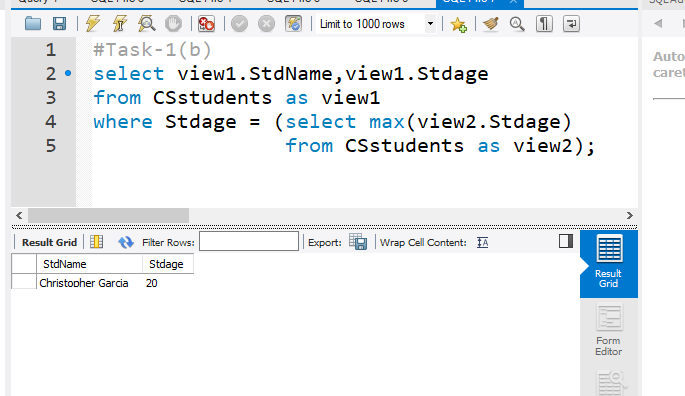 Limit to 1000 rows
1 #Task-1(b)
2 select view1.StdName,view1.Stdage
3 from CSstudents as view1
4 where Stdage = (select max(view2.Stdage)
5 from CSstudents as view2);
Auto
care
Result Grid Filter Rows: Export: Wrap Cell Content:
StdName Stdage
Christopher Garcia 20
Result
Grid
Form
Editor